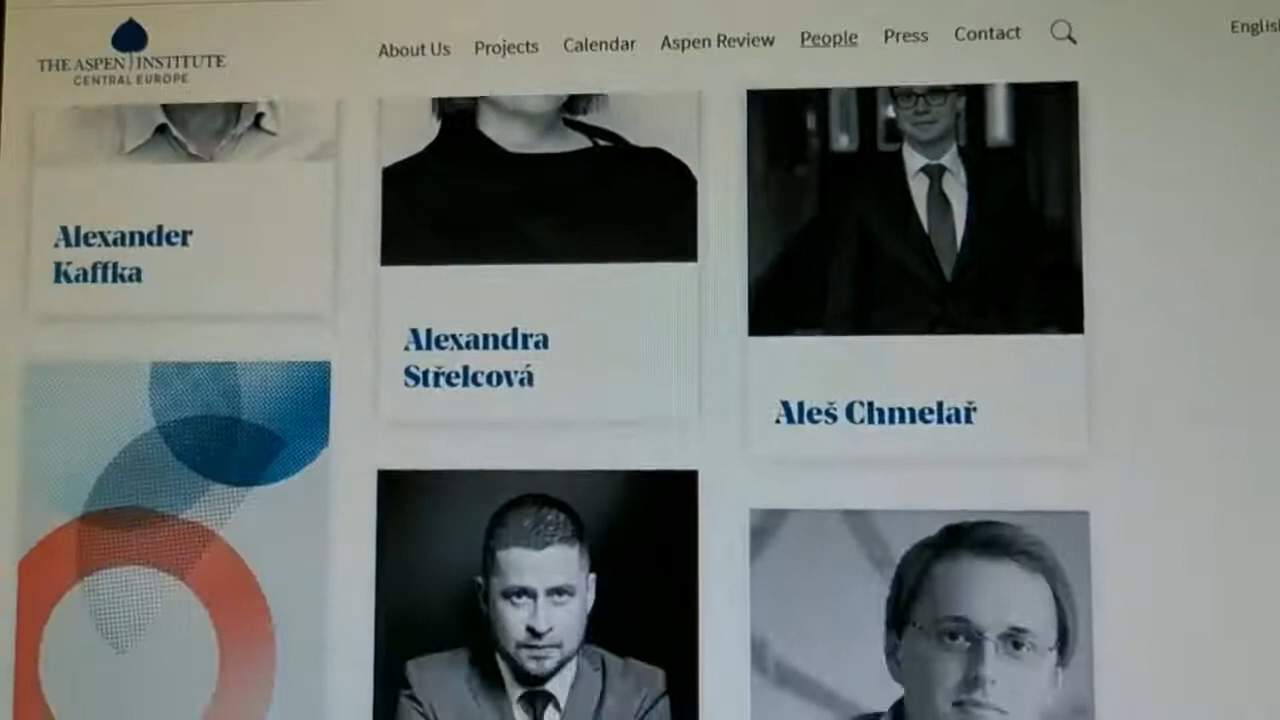 THE ASPEN INSTITUTE
CENTRAL EUROPE
About Us Projects Calendar Aspen Review People Press Contact
English
Alexander
Kaffka
Alexandra
Střelcová
Aleš Chmelař